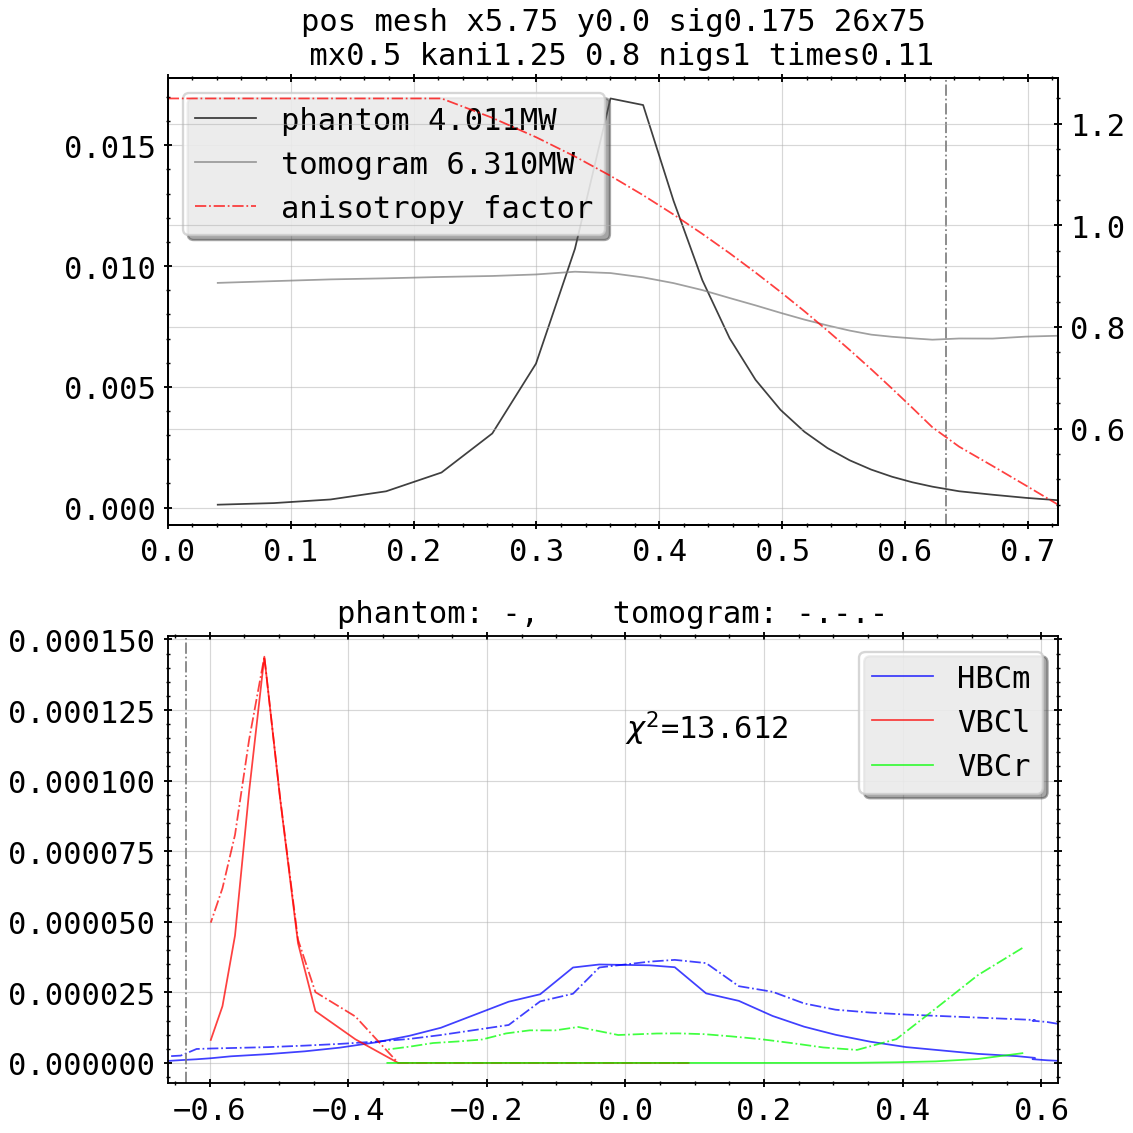 pos mesh x5.75 y0.0 sig0.175 26x75
mx0.5 kani1.25 0.8 nigs1 times0.11
phantom 4.011MW
tomogram 6.310MW
anisotropy factor
0.015
0.010
0.005
0.000
1.2
1.0
0.8
0.6
0.0 0.1 0.2 0.3 0.4 0.5 0.6 0.7
phantom: -, tomogram: -.-.-
0.000150
0.000125
0.000100
0.000075
0.000050
0.000025
0.000000
χ²=13.612
HBCm
VBCl
VBCr
−0.6 −0.4 −0.2 0.0 0.2 0.4 0.6